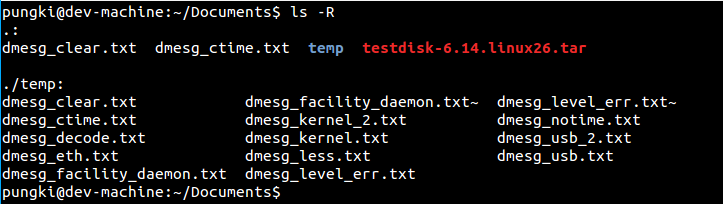 pungki@dev-machine:~/Documents$ ls -R
.:
dmesg_clear.txt  dmesg_ctime.txt  temp  testdisk-6.14.linux26.tar

./temp:
dmesg_clear.txt            dmesg_facility_daemon.txt~  dmesg_level_err.txt~
dmesg_ctime.txt            dmesg_kernel_2.txt          dmesg_notime.txt
dmesg_decode.txt           dmesg_kernel.txt            dmesg_usb_2.txt
dmesg_eth.txt              dmesg_less.txt              dmesg_usb.txt
dmesg_facility_daemon.txt  dmesg_level_err.txt
pungki@dev-machine:~/Documents$